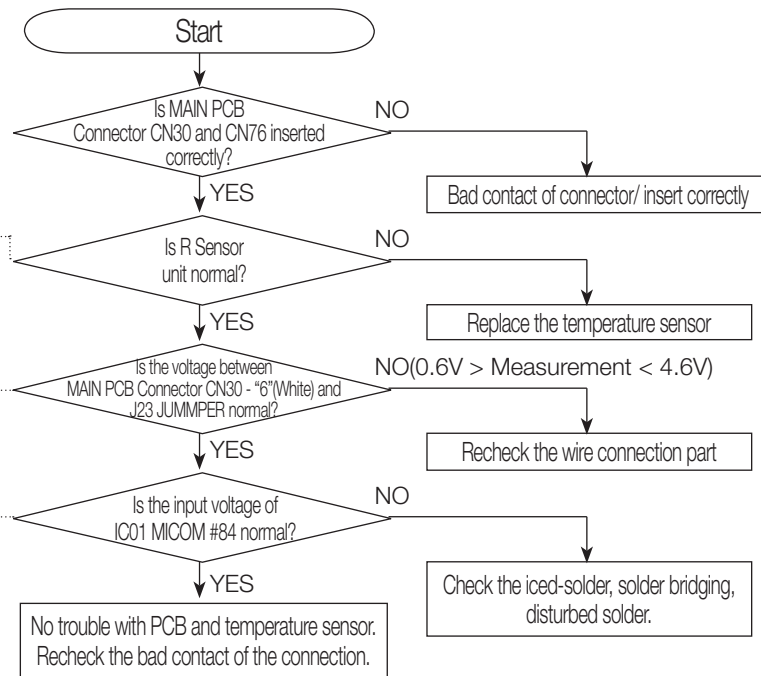 Start
Is MAIN PCB
Connector CN30 and CN76 inserted
correctly?
NO
Bad contact of connector/ insert correctly
YES
Is R Sensor
unit normal?
NO
Replace the temperature sensor
YES
Is the voltage between
MAIN PCB Connector CN30 - “6”(White) and
J23 JUMMPER normal?
NO(0.6V > Measurement < 4.6V)
Recheck the wire connection part
YES
Is the input voltage of
IC01 MICOM #84 normal?
NO
Check the iced-solder, solder bridging,
disturbed solder.
YES
No trouble with PCB and temperature sensor.
Recheck the bad contact of the connection.